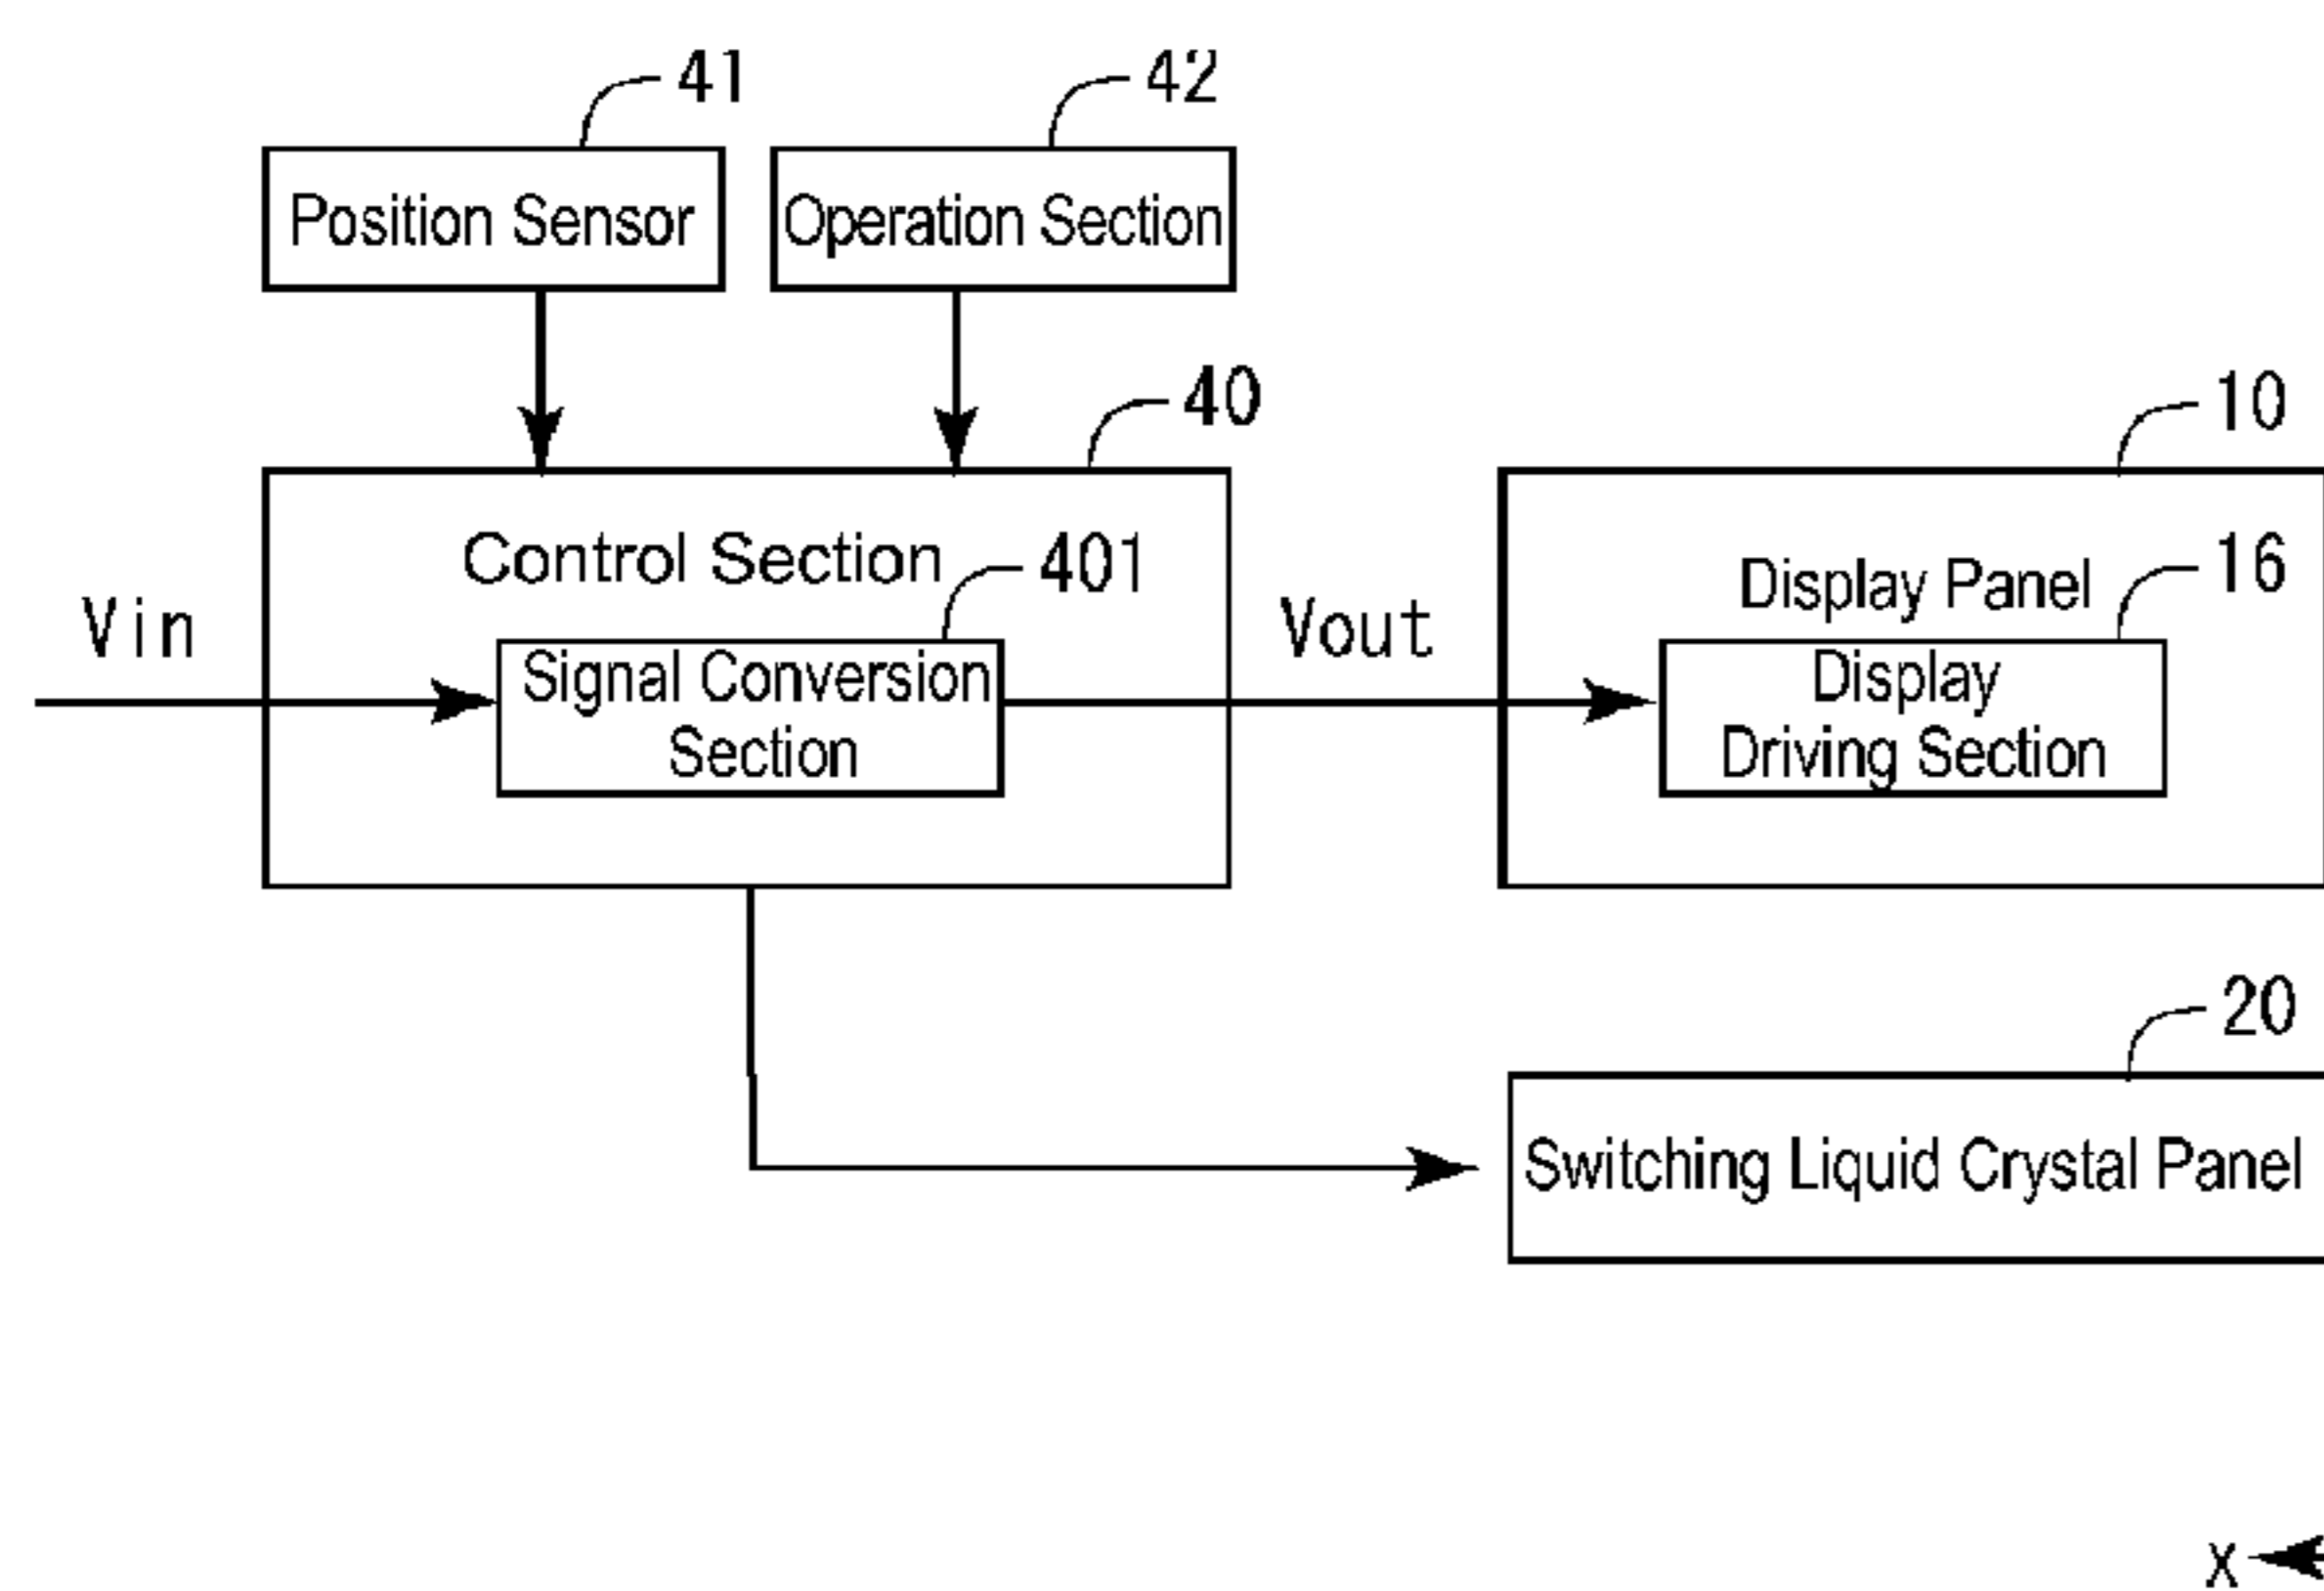 41
42
Position Sensor
Operation Section
40
10
Control Section
401
Display Panel
16
Vin
Signal Conversion
Section
Vout
Display
Driving Section
20
Switching Liquid Crystal Panel
x